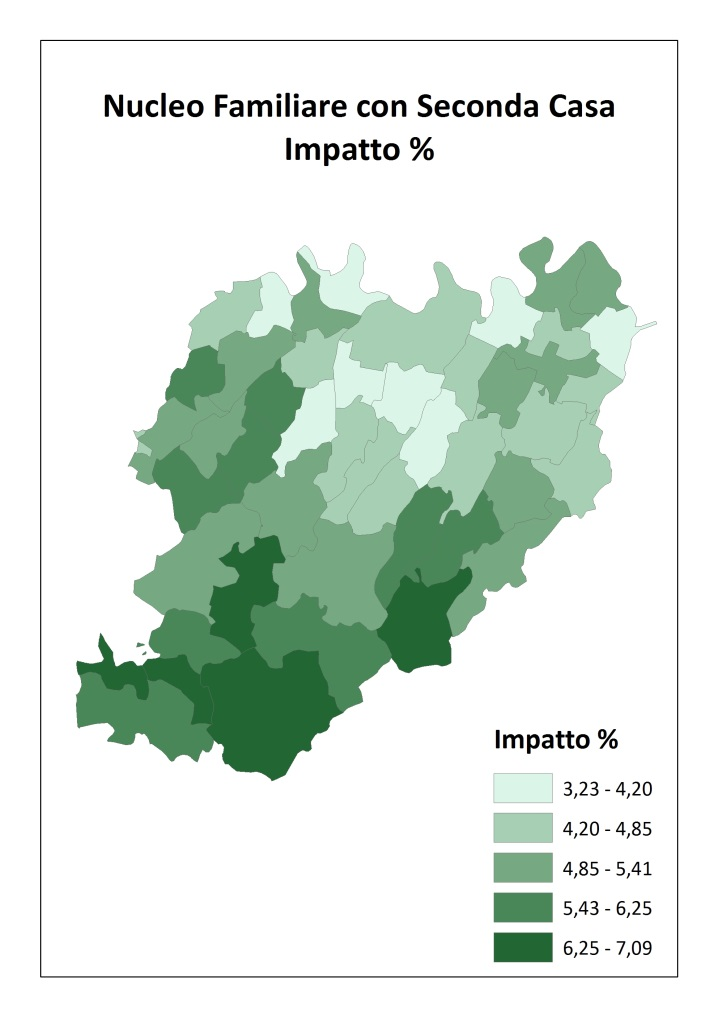 Nucleo Familiare con Seconda Casa
Impatto %
Impatto %
3,23 - 4,20
4,20 - 4,85
4,85 - 5,41
5,43 - 6,25
6,25 - 7,09